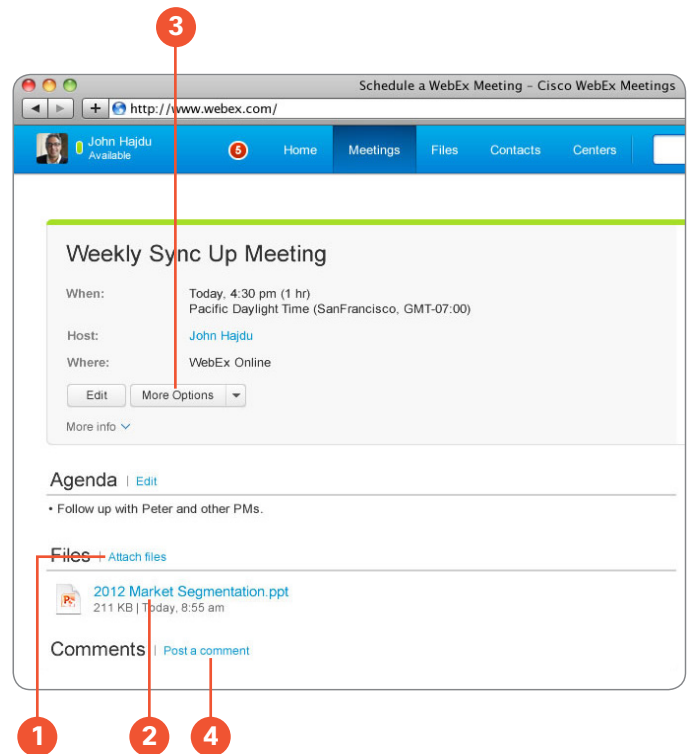 3
Schedule a WebEx Meeting – Cisco WebEx Meetings
http://www.webex.com/
John Hajdu
Available
5 Home Meetings Files Contacts Centers
Weekly Sync Up Meeting
When: Today, 4:30 pm (1 hr)
Pacific Daylight Time (SanFrancisco, GMT-07:00)
Host: John Hajdu
Where: WebEx Online
Edit More Options
More info
Agenda | Edit
• Follow up with Peter and other PMs.
Files | Attach files
2012 Market Segmentation.ppt
211 KB | Today, 8:55 am
Comments | Post a comment
1 2 4